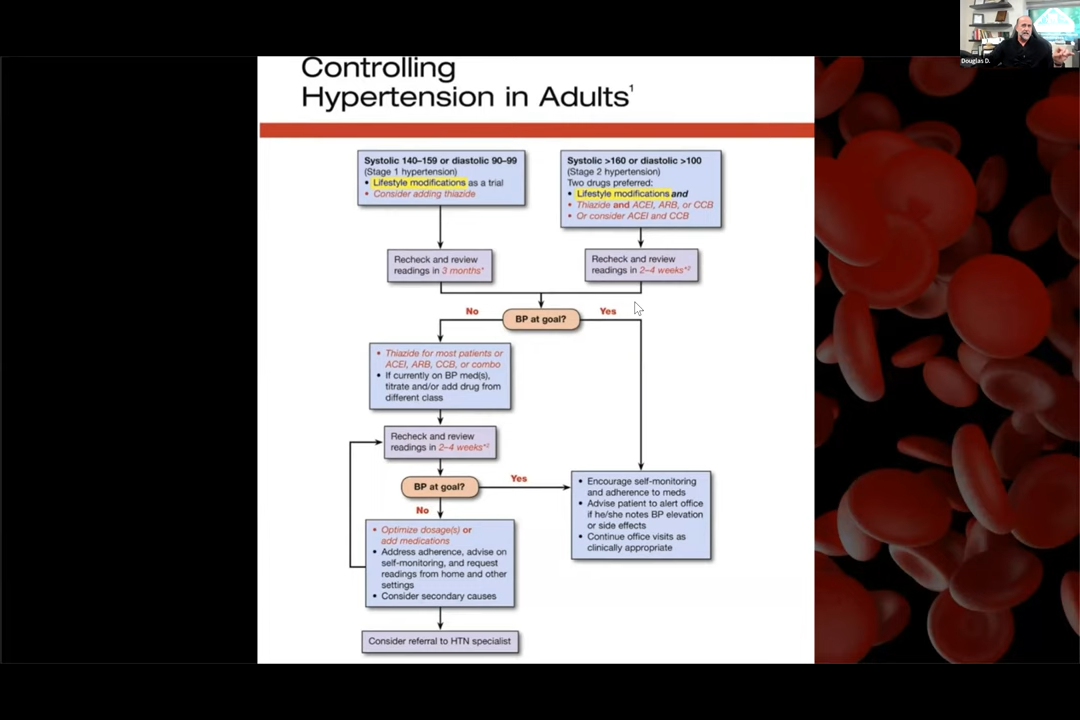 Douglas D.
Controlling
Hypertension in Adults¹
Systolic 140–159 or diastolic 90–99
(Stage 1 hypertension)
• Lifestyle modifications as a trial
• Consider adding thiazide
Systolic >160 or diastolic >100
(Stage 2 hypertension)
Two drugs preferred:
• Lifestyle modifications and
• Thiazide and ACEI, ARB, or CCB
• Or consider ACEI and CCB
Recheck and review
readings in 3 months*
Recheck and review
readings in 2–4 weeks*²
No
BP at goal?
Yes
• Thiazide for most patients or
ACEI, ARB, CCB, or combo
• If currently on BP med(s),
titrate and/or add drug from
different class
Recheck and review
readings in 2–4 weeks*²
BP at goal?
Yes
No
• Encourage self-monitoring
and adherence to meds
• Advise patient to alert office
if he/she notes BP elevation
or side effects
• Continue office visits as
clinically appropriate
• Optimize dosage(s) or
add medications
• Address adherence, advise on
self-monitoring, and request
readings from home and other
settings
• Consider secondary causes
Consider referral to HTN specialist